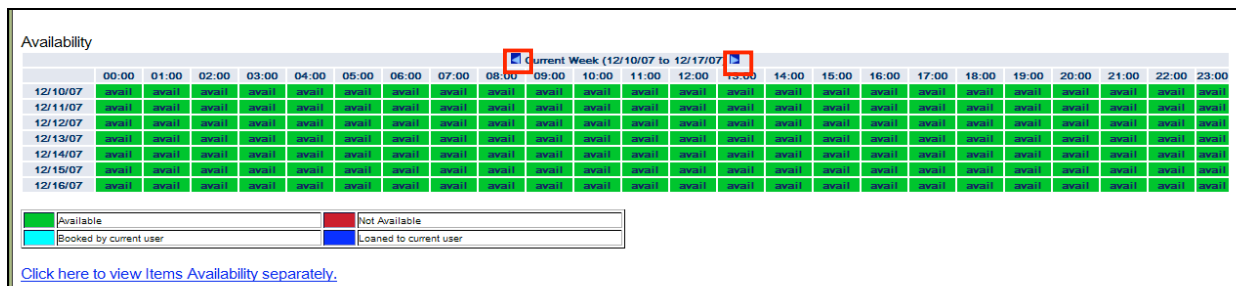 Availability
Current Week (12/10/07 to 12/17/07)
00:00 01:00 02:00 03:00 04:00 05:00 06:00 07:00 08:00 09:00 10:00 11:00 12:00 13:00 14:00 15:00 16:00 17:00 18:00 19:00 20:00 21:00 22:00 23:00
12/10/07 avail avail avail avail avail avail avail avail avail avail avail avail avail avail avail avail avail avail avail avail avail avail avail avail
12/11/07 avail avail avail avail avail avail avail avail avail avail avail avail avail avail avail avail avail avail avail avail avail avail avail avail
12/12/07 avail avail avail avail avail avail avail avail avail avail avail avail avail avail avail avail avail avail avail avail avail avail avail avail
12/13/07 avail avail avail avail avail avail avail avail avail avail avail avail avail avail avail avail avail avail avail avail avail avail avail avail
12/14/07 avail avail avail avail avail avail avail avail avail avail avail avail avail avail avail avail avail avail avail avail avail avail avail avail
12/15/07 avail avail avail avail avail avail avail avail avail avail avail avail avail avail avail avail avail avail avail avail avail avail avail avail
12/16/07 avail avail avail avail avail avail avail avail avail avail avail avail avail avail avail avail avail avail avail avail avail avail avail avail
Available Not Available
Booked by current user Loaned to current user
Click here to view Items Availability separately.